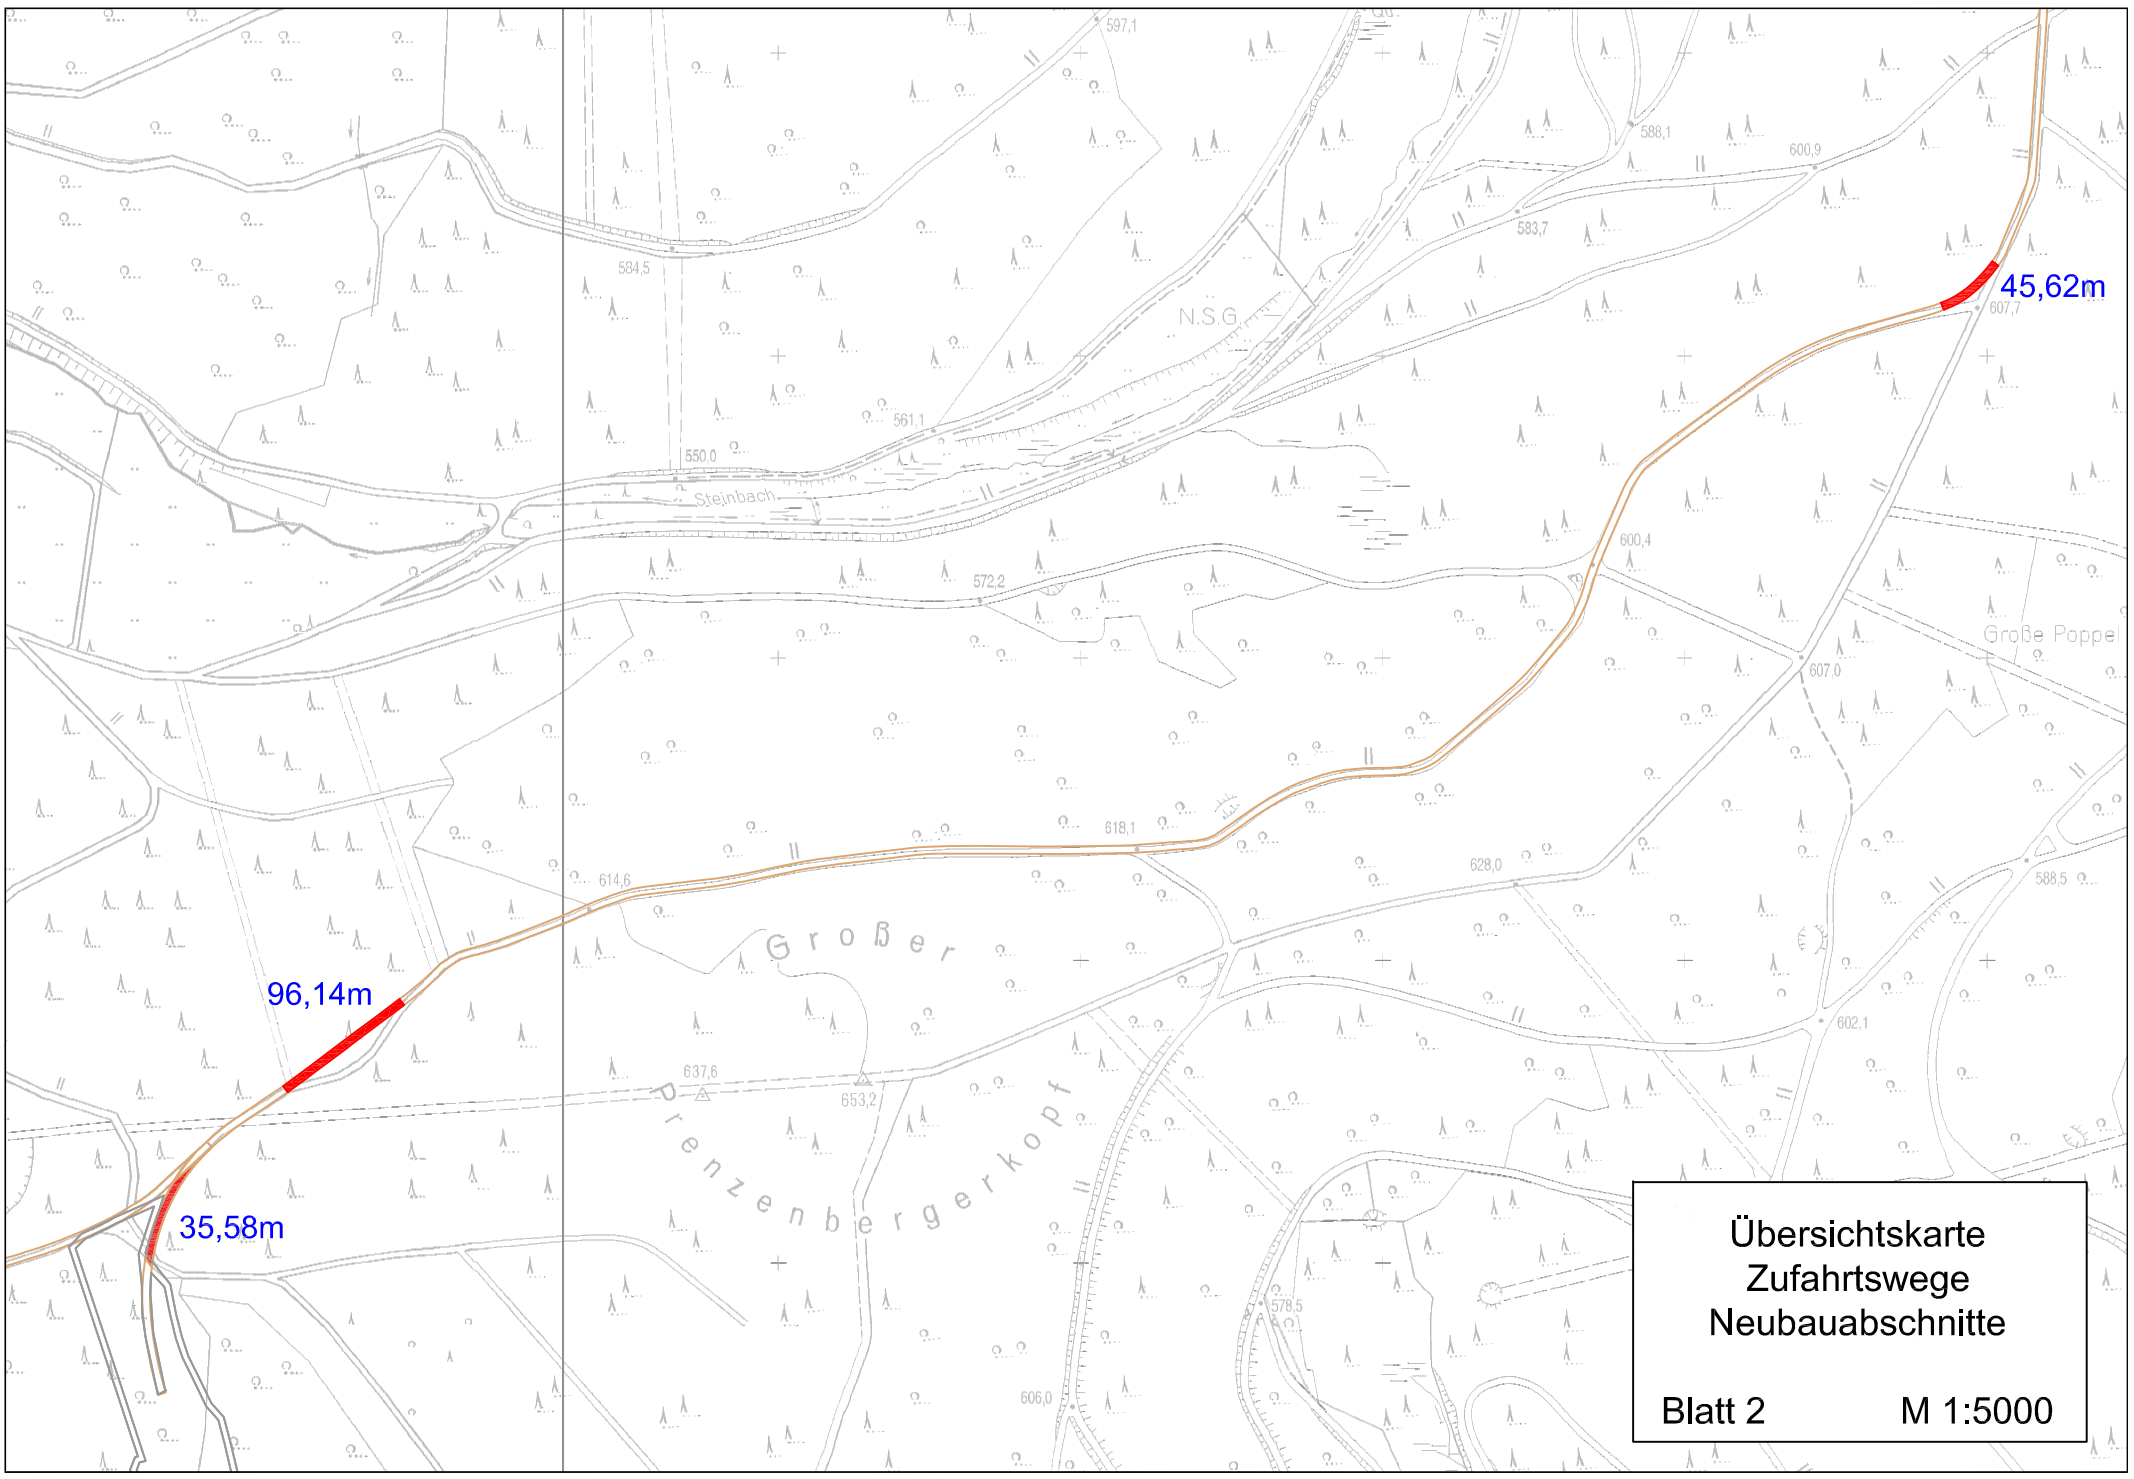 Qu.
597,1
588,1
600,9
583,7
584,5
45,62m
607,7
N.S.G.
561,1
550,0
Steinbach
600,4
572,2
Große Poppel
607,0
618,1
628,0
614,6
588,5
Großer
96,14m
602,1
637,6
653,2
Prenzenbergerkopf
35,58m
578,5
606,0
Übersichtskarte
Zufahrtswege
Neubauabschnitte
Blatt 2 M 1:5000